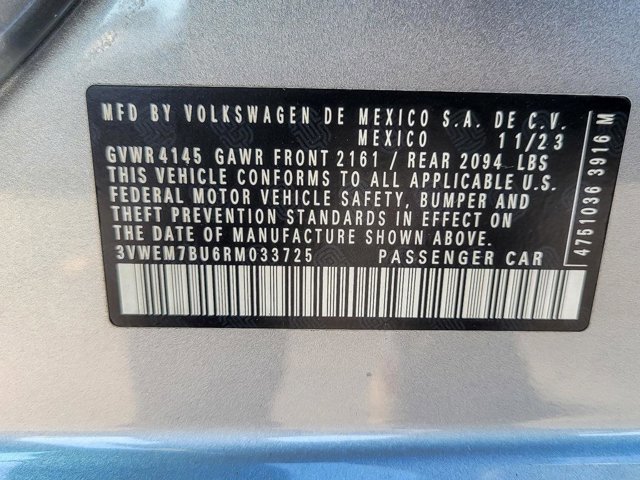 MFD BY VOLKSWAGEN DE MEXICO S.A. DE C.V.
MEXICO 11/23
GVWR 4145 GAWR FRONT 2161 / REAR 2094 LBS
THIS VEHICLE CONFORMS TO ALL APPLICABLE U.S.
FEDERAL MOTOR VEHICLE SAFETY, BUMPER AND
THEFT PREVENTION STANDARDS IN EFFECT ON
THE DATE OF MANUFACTURE SHOWN ABOVE.
3VWEM7BU6RM033725 PASSENGER CAR
4751036 3916 M